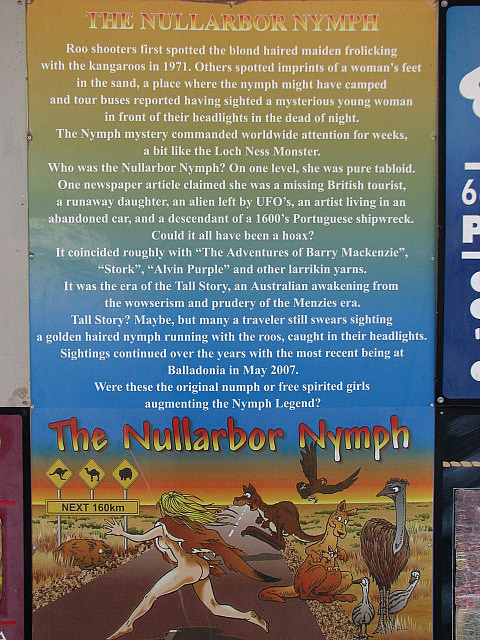 THE NULLARBOR NYMPH
Roo shooters first spotted the blond haired maiden frolicking
with the kangaroos in 1971. Others spotted imprints of a woman's feet
in the sand, a place where the nymph might have camped
and tour buses reported having sighted a mysterious young woman
in front of their headlights in the dead of night.
The Nymph mystery commanded worldwide attention for weeks,
a bit like the Loch Ness Monster.
Who was the Nullarbor Nymph? On one level, she was pure tabloid.
One newspaper article claimed she was a missing British tourist,
a runaway daughter, an alien left by UFO's, an artist living in an
abandoned car, and a descendant of a 1600's Portuguese shipwreck.
Could it all have been a hoax?
It coincided roughly with “The Adventures of Barry Mackenzie”,
“Stork”, “Alvin Purple” and other larrikin yarns.
It was the era of the Tall Story, an Australian awakening from
the wowserism and prudery of the Menzies era.
Tall Story? Maybe, but many a traveler still swears sighting
a golden haired nymph running with the roos, caught in their headlights.
Sightings continued over the years with the most recent being at
Balladonia in May 2007.
Were these the original numph or free spirited girls
augmenting the Nymph Legend?
The Nullarbor Nymph
NEXT 160km